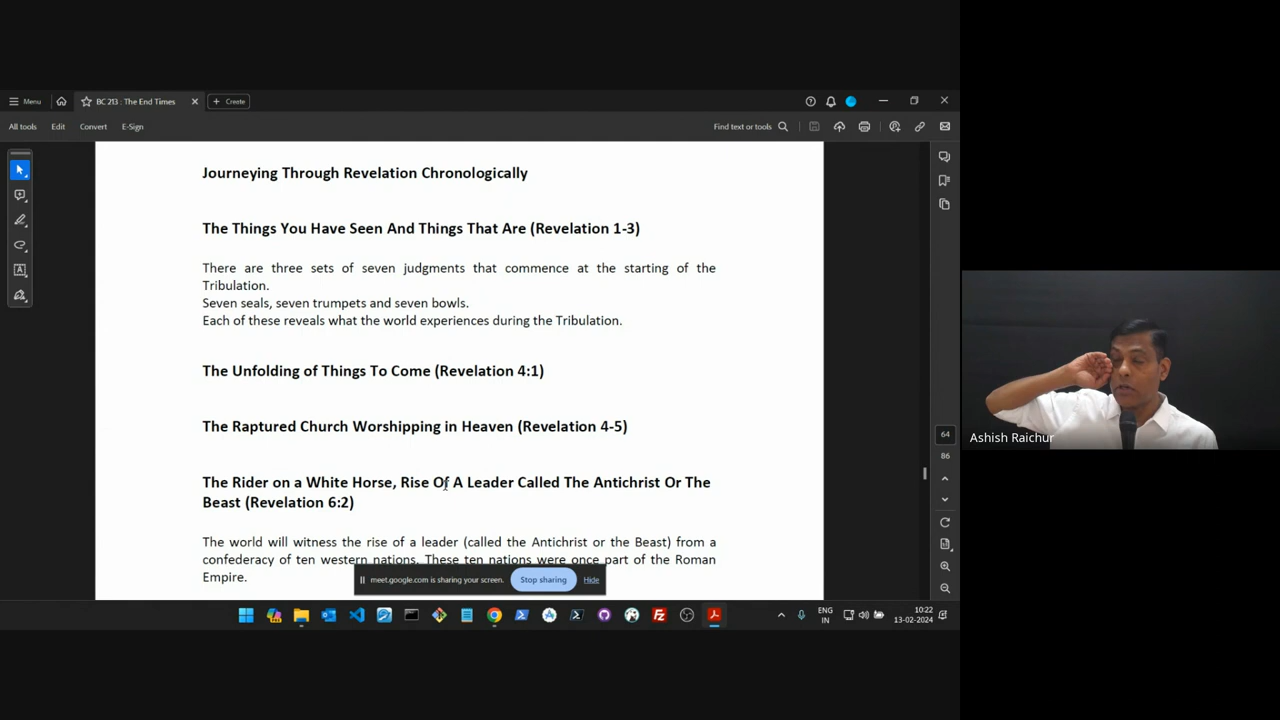 Menu
BC 213 : The End Times
Create
All tools
Edit
Convert
E-Sign
Find text or tools
Journeying Through Revelation Chronologically
The Things You Have Seen And Things That Are (Revelation 1-3)
There are three sets of seven judgments that commence at the starting of the
Tribulation.
Seven seals, seven trumpets and seven bowls.
Each of these reveals what the world experiences during the Tribulation.
The Unfolding of Things To Come (Revelation 4:1)
The Raptured Church Worshipping in Heaven (Revelation 4-5)
The Rider on a White Horse, Rise Of A Leader Called The Antichrist Or The
Beast (Revelation 6:2)
The world will witness the rise of a leader (called the Antichrist or the Beast) from a
confederacy of ten western nations. These ten nations were once part of the Roman
Empire.
64
86
meet.google.com is sharing your screen.
Stop sharing
Hide
ENG
IN
10:22
13-02-2024
Ashish Raichur